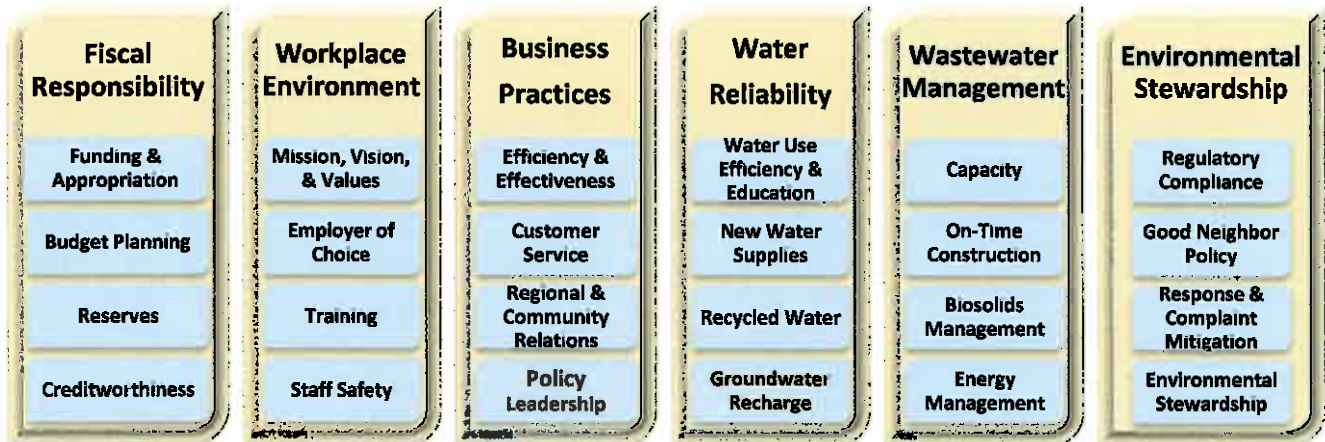 Fiscal
Responsibility
Funding &
Appropriation
Budget Planning
Reserves
Creditworthiness
Workplace
Environment
Mission, Vision,
& Values
Employer of
Choice
Training
Staff Safety
Business
Practices
Efficiency &
Effectiveness
Customer
Service
Regional &
Community
Relations
Policy
Leadership
Water
Reliability
Water Use
Efficiency &
Education
New Water
Supplies
Recycled Water
Groundwater
Recharge
Wastewater
Management
Capacity
On-Time
Construction
Biosolids
Management
Energy
Management
Environmental
Stewardship
Regulatory
Compliance
Good Neighbor
Policy
Response &
Complaint
Mitigation
Environmental
Stewardship